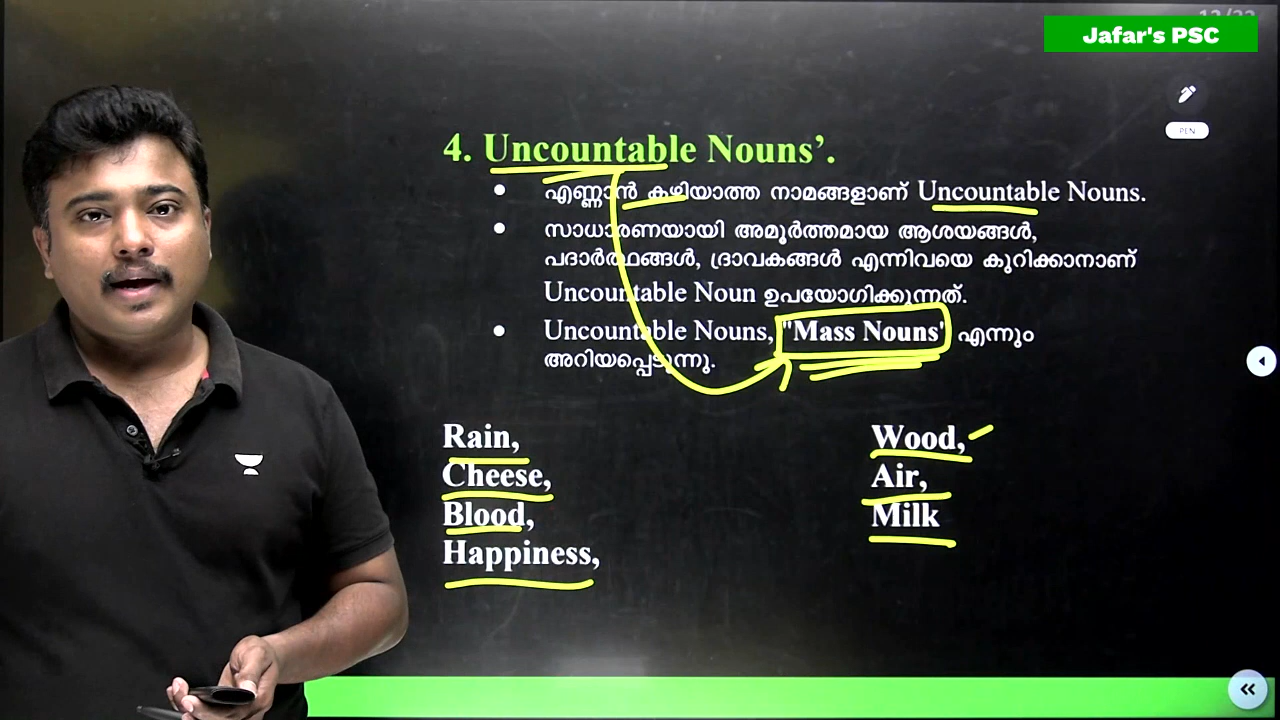 Jafar's PSC
PEN
4. Uncountable Nouns’.
• എണ്ണാൻ കഴിയാത്ത നാമങ്ങളാണ് Uncountable Nouns.
• സാധാരണയായി അമൂർത്തമായ ആശയങ്ങൾ,
പദാർത്ഥങ്ങൾ, ദ്രാവകങ്ങൾ എന്നിവയെ കുറിക്കാനാണ്
Uncountable Noun ഉപയോഗിക്കുന്നത്.
• Uncountable Nouns, "Mass Nouns" എന്നും
അറിയപ്പെടുന്നു.
Rain,
Cheese,
Blood,
Happiness,
Wood,
Air,
Milk